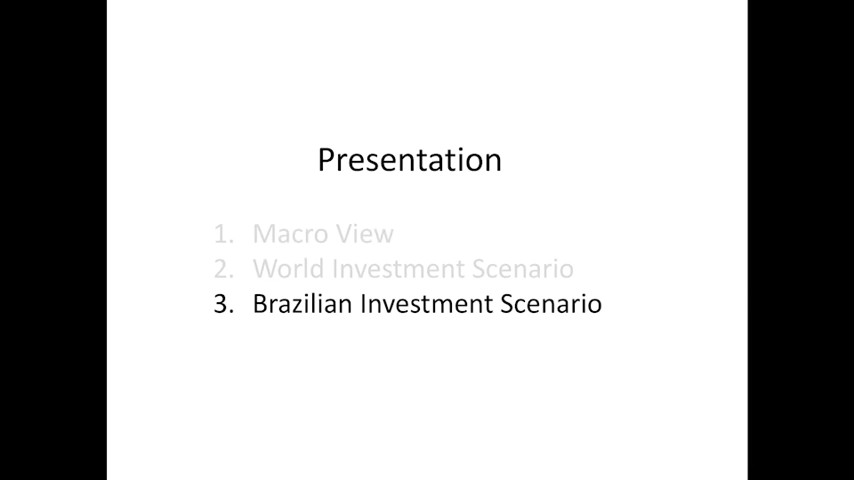 Presentation
1. Macro View
2. World Investment Scenario
3. Brazilian Investment Scenario